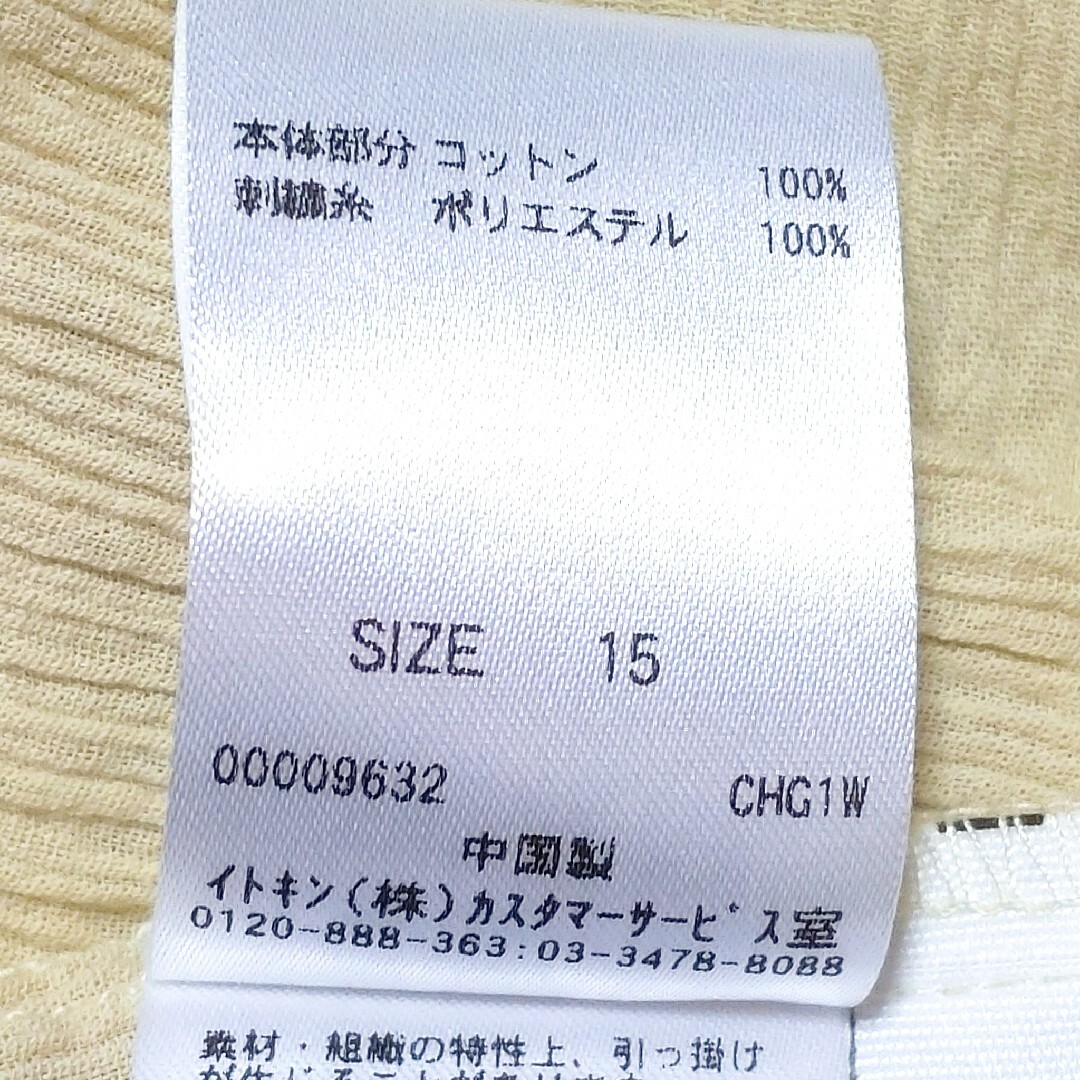 本体部分 コットン 100%
刺繍糸 ポリエステル 100%
SIZE 15
00009632 CHG1W
中国製
イトキン(株)カスタマーサービス室
0120-888-363:03-3478-8088
素材・組織の特性上、引っ掛け